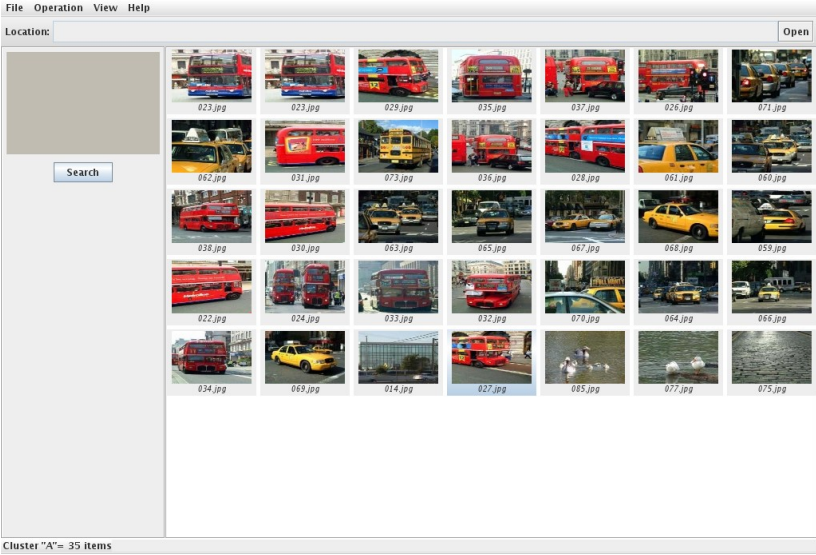 File Operation View Help
Location: Open
023.jpg 023.jpg 029.jpg 035.jpg 037.jpg 026.jpg 071.jpg
Search
062.jpg 031.jpg 073.jpg 036.jpg 028.jpg 061.jpg 060.jpg
038.jpg 030.jpg 063.jpg 065.jpg 067.jpg 068.jpg 059.jpg
022.jpg 024.jpg 033.jpg 032.jpg 070.jpg 064.jpg 066.jpg
034.jpg 069.jpg 014.jpg 027.jpg 085.jpg 077.jpg 075.jpg
Cluster "A"= 35 items